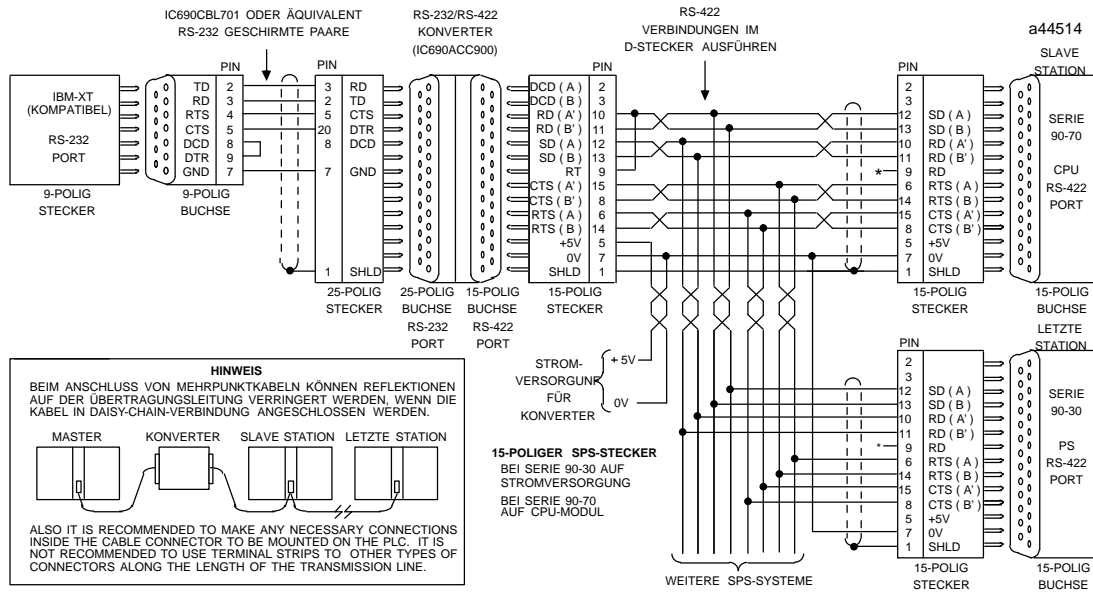 IC690CBL701 ODER ÄQUIVALENT
RS-232 GESCHIRMTE PAARE
RS-232/RS-422
KONVERTER
(IC690ACC900)
RS-422
VERBINDUNGEN IM
D-STECKER AUSFÜHREN
a44514
SLAVE
STATION
IBM-XT
(KOMPATIBEL)
RS-232
PORT
9-POLIG
STECKER
PIN
TD 2
RD 3
RTS 4
CTS 5
DCD 8
DTR 9
GND 7
9-POLIG
BUCHSE
PIN
3 RD
2 TD
5 CTS
20 DTR
8 DCD
7 GND
1 SHLD
25-POLIG
STECKER
25-POLIG
BUCHSE
RS-232
PORT
15-POLIG
BUCHSE
RS-422
PORT
PIN
DCD ( A ) 2
DCD ( B ) 3
RD ( A' ) 10
RD ( B' ) 11
SD ( A ) 12
SD ( B ) 13
RT 9
CTS ( A' ) 15
CTS ( B' ) 8
RTS ( A ) 6
RTS ( B ) 14
+5V 5
0V 7
SHLD 1
15-POLIG
STECKER
PIN
2
3
12 SD ( A )
13 SD ( B )
10 RD ( A' )
11 RD ( B' )
* 9 RD
6 RTS ( A )
14 RTS ( B )
15 CTS ( A' )
8 CTS ( B' )
5 +5V
7 0V
1 SHLD
15-POLIG
STECKER
SERIE
90-70
CPU
RS-422
PORT
15-POLIG
BUCHSE
LETZTE
STATION
PIN
2
3
12 SD ( A )
13 SD ( B )
10 RD ( A' )
11 RD ( B' )
* 9 RD
6 RTS ( A )
14 RTS ( B )
15 CTS ( A' )
8 CTS ( B' )
5 +5V
7 0V
1 SHLD
15-POLIG
STECKER
SERIE
90-30
PS
RS-422
PORT
15-POLIG
BUCHSE
STROM-
VERSORGUNG
FÜR
KONVERTER
+ 5V
0V
15-POLIGER SPS-STECKER
BEI SERIE 90-30 AUF
STROMVERSORGUNG
BEI SERIE 90-70
AUF CPU-MODUL
WEITERE SPS-SYSTEME
HINWEIS
BEIM ANSCHLUSS VON MEHRPUNKTKABELN KÖNNEN REFLEKTIONEN
AUF DER ÜBERTRAGUNGSLEITUNG VERRINGERT WERDEN, WENN DIE
KABEL IN DAISY-CHAIN-VERBINDUNG ANGESCHLOSSEN WERDEN.
MASTER KONVERTER SLAVE STATION LETZTE STATION
ALSO IT IS RECOMMENDED TO MAKE ANY NECESSARY CONNECTIONS
INSIDE THE CABLE CONNECTOR TO BE MOUNTED ON THE PLC. IT IS
NOT RECOMMENDED TO USE TERMINAL STRIPS TO OTHER TYPES OF
CONNECTORS ALONG THE LENGTH OF THE TRANSMISSION LINE.